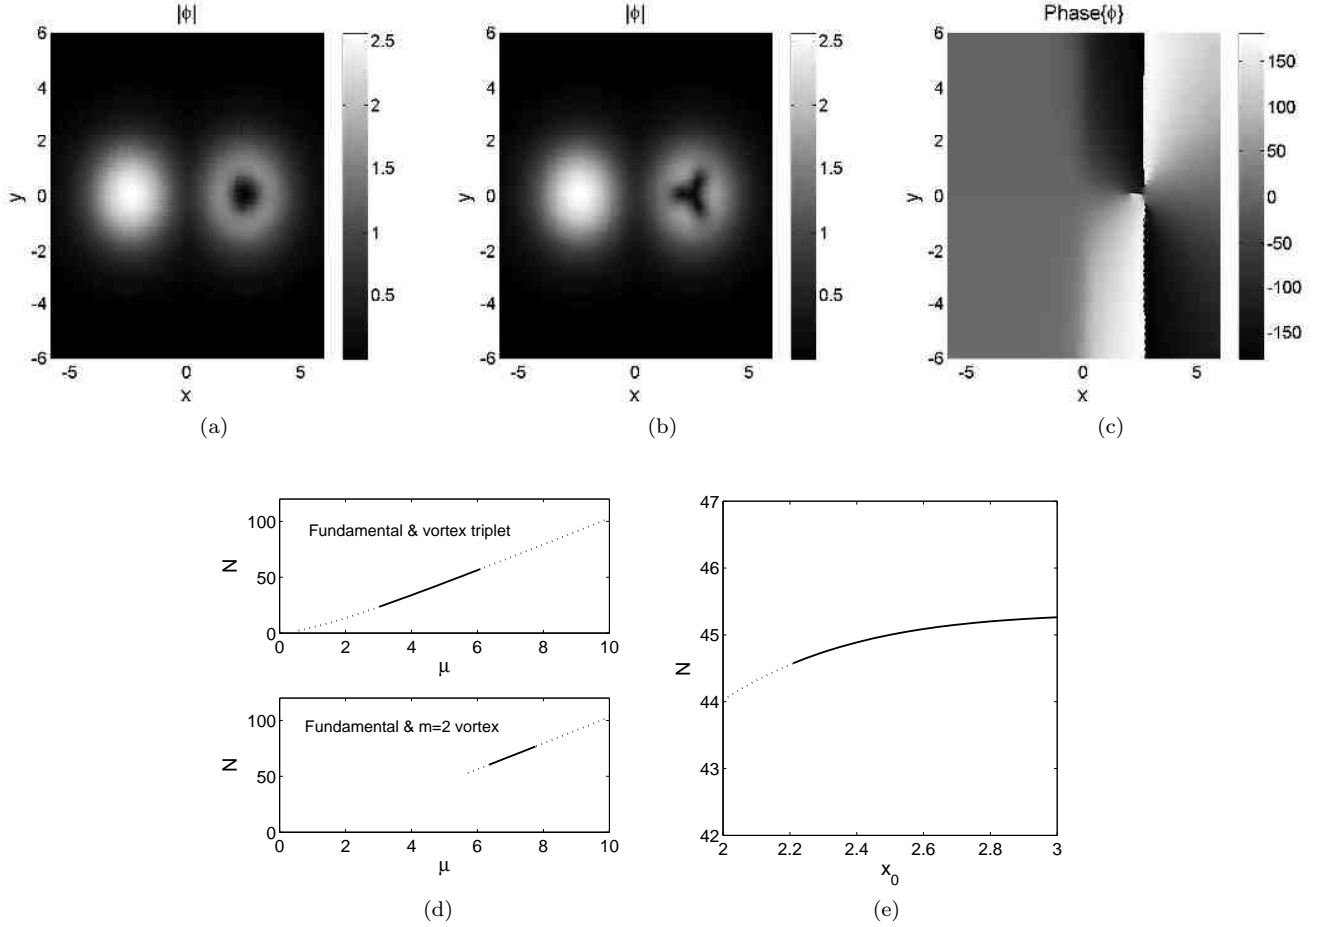 |ϕ|
6
4
2
0
-2
-4
-6
y
-5
0
5
x
2.5
2
1.5
1
0.5
(a)
|ϕ|
6
4
2
0
-2
-4
-6
y
-5
0
5
x
2.5
2
1.5
1
0.5
(b)
Phase{ϕ}
6
4
2
0
-2
-4
-6
y
-5
0
5
x
150
100
50
0
-50
-100
-150
(c)
Fundamental & vortex triplet
100
50
0
N
0 2 4 6 8 10
μ
Fundamental & m=2 vortex
100
50
0
N
0 2 4 6 8 10
μ
(d)
47
46
45
44
43
42
N
2 2.2 2.4 2.6 2.8 3
x0
(e)